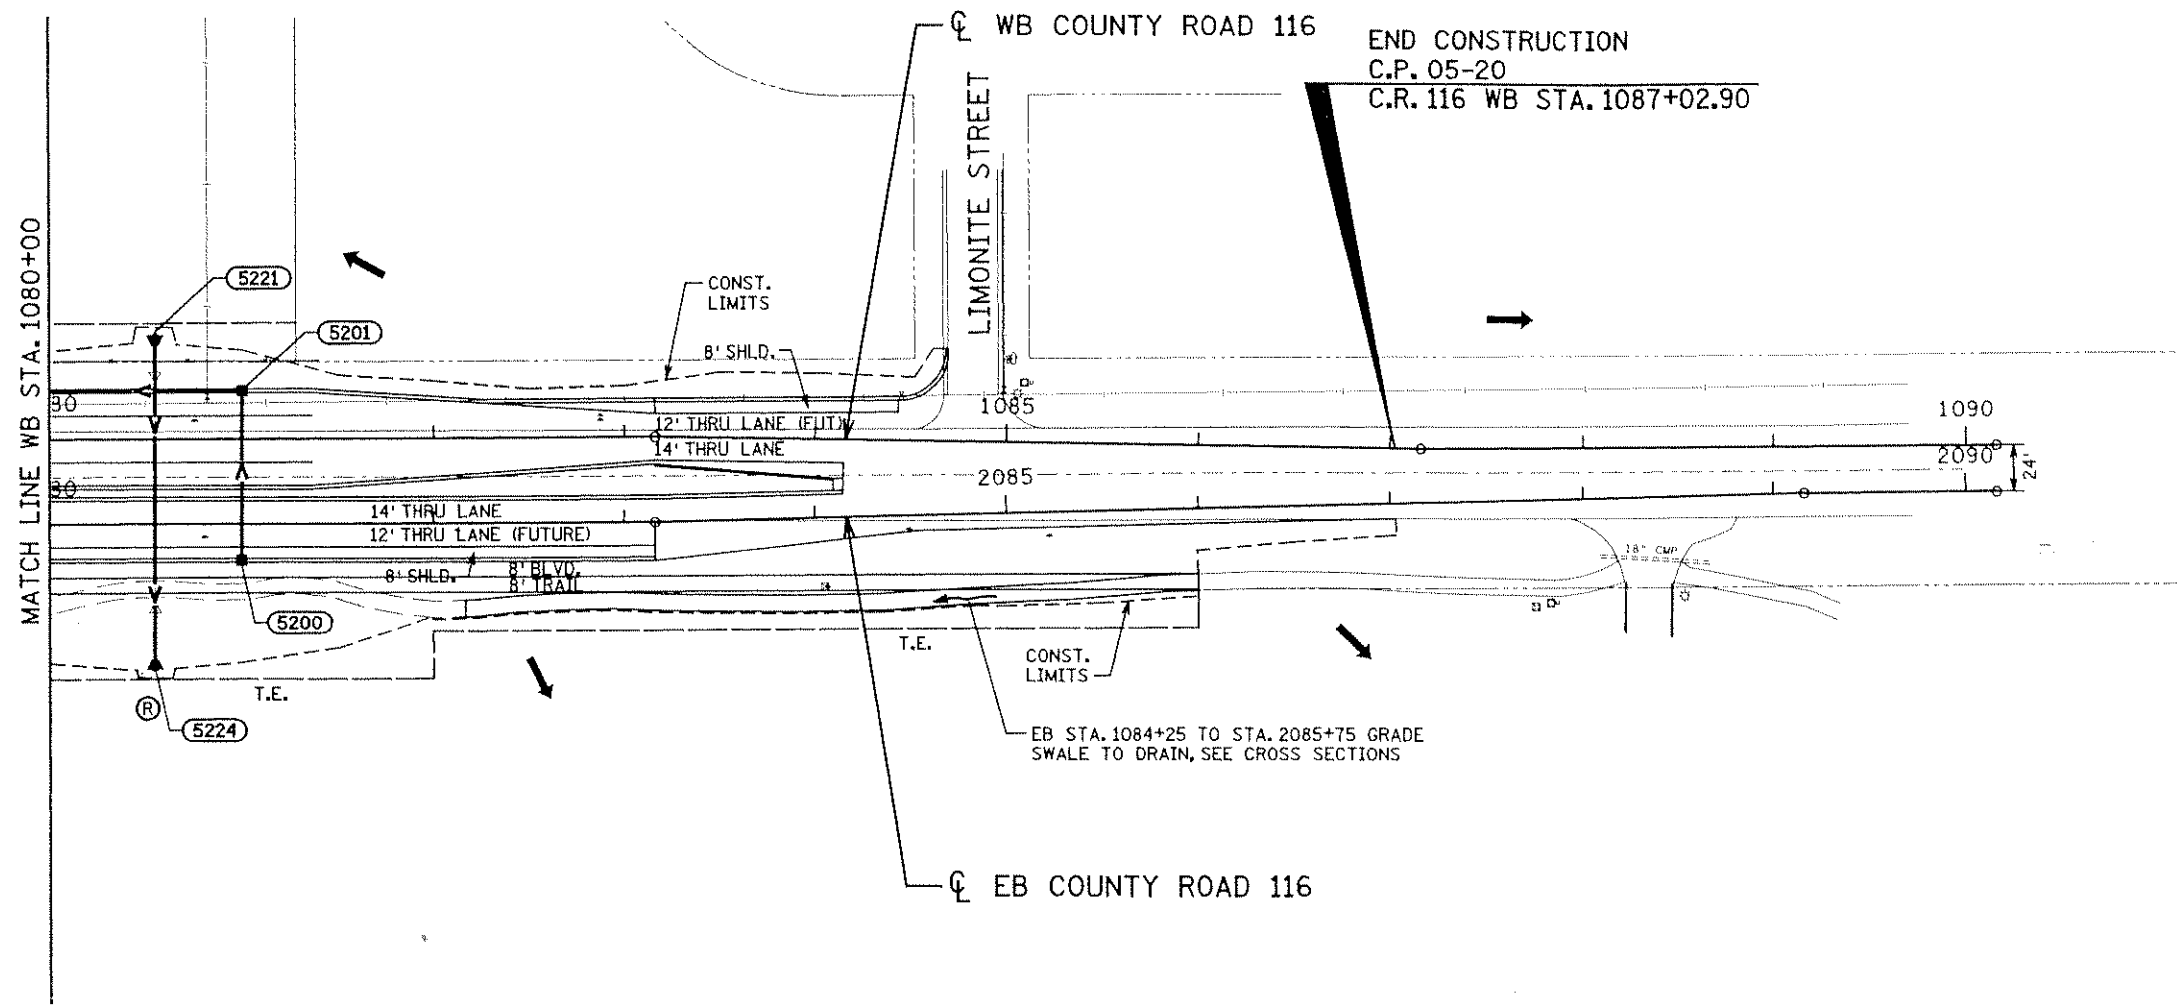 ℄ WB COUNTY ROAD 116
END CONSTRUCTION
C.P. 05-20
C.R. 116 WB STA. 1087+02.90
LIMONITE STREET
MATCH LINE WB STA. 1080+00
5221
5201
CONST.
LIMITS
8' SHLD.
1085
12' THRU LANE (FUT)
14' THRU LANE
1090
2090
24'
2085
14' THRU LANE
12' THRU LANE (FUTURE)
8' SHLD.
8' BLVD.
8' TRAIL
18" CMP
5200
T.E.
T.E.
CONST.
LIMITS
R
5224
EB STA. 1084+25 TO STA. 2085+75 GRADE
SWALE TO DRAIN, SEE CROSS SECTIONS
℄ EB COUNTY ROAD 116